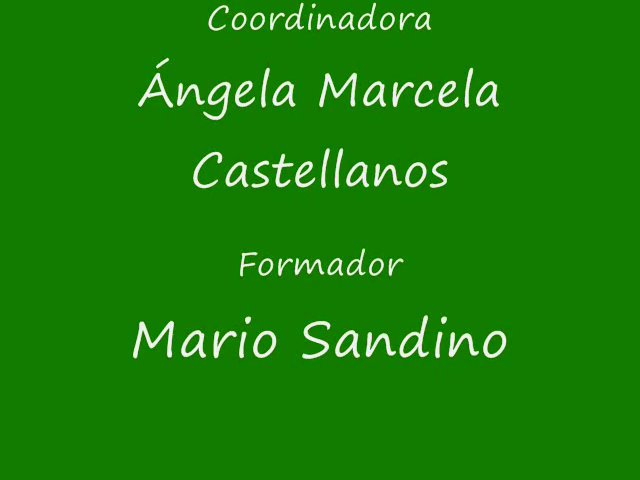 Coordinadora
Ángela Marcela
Castellanos
Formador
Mario Sandino